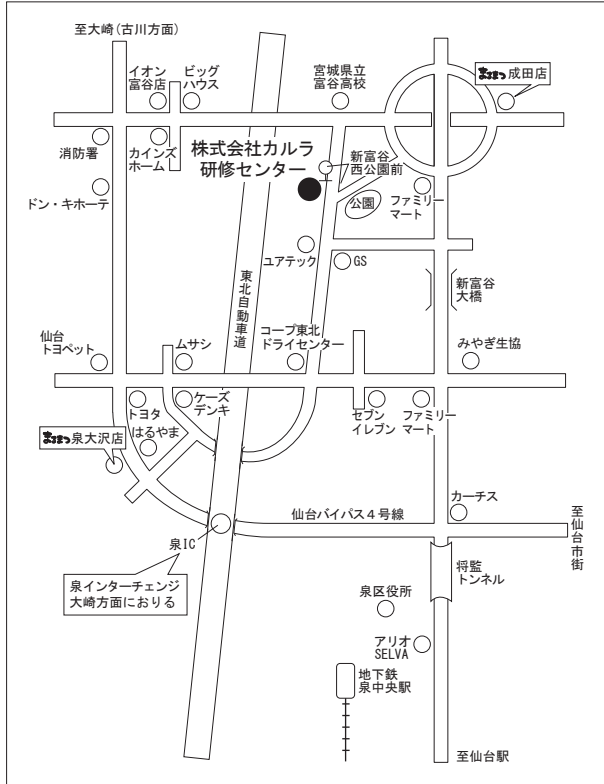 至大崎（古川方面）
イオン
富谷店
ビッグ
ハウス
宮城県立
富谷高校
まるまつ 成田店
消防署
カインズ
ホーム
株式会社カルラ
研修センター
新富谷
西公園前
ドン・キホーテ
公園
ファミリー
マート
ユアテック
GS
東北自動車道
新富谷
大橋
仙台
トヨペット
ムサシ
コープ東北
ドライセンター
みやぎ生協
トヨタ
ケーズ
デンキ
はるやま
セブン
イレブン
ファミリー
マート
まるまつ 泉大沢店
カーチス
仙台バイパス４号線
至仙台市街
泉IC
将監
トンネル
泉インターチェンジ
大崎方面におりる
泉区役所
アリオ
SELVA
地下鉄
泉中央駅
至仙台駅